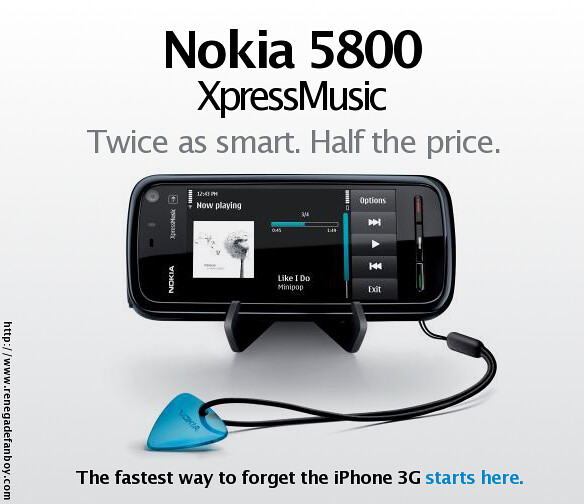 Nokia 5800
XpressMusic
Twice as smart. Half the price.
12:43 PM
Now playing
3/4
0:45
1:49
Like I Do
Minipop
Options
Exit
XpressMusic
NOKIA
NOKIA
The fastest way to forget the iPhone 3G starts here.
http://www.renegadefanboy.com